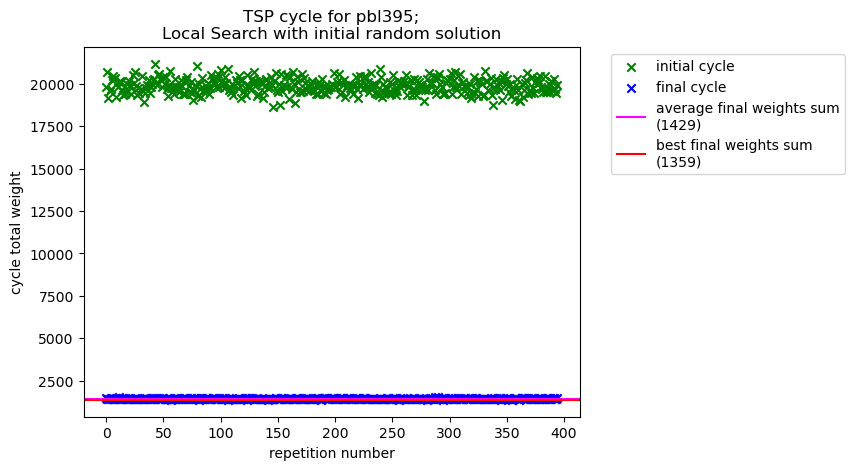 TSP cycle for pbl395;
Local Search with initial random solution
20000
17500
15000
12500
10000
7500
5000
2500
cycle total weight
0 50 100 150 200 250 300 350 400
repetition number
initial cycle
final cycle
average final weights sum
(1429)
best final weights sum
(1359)